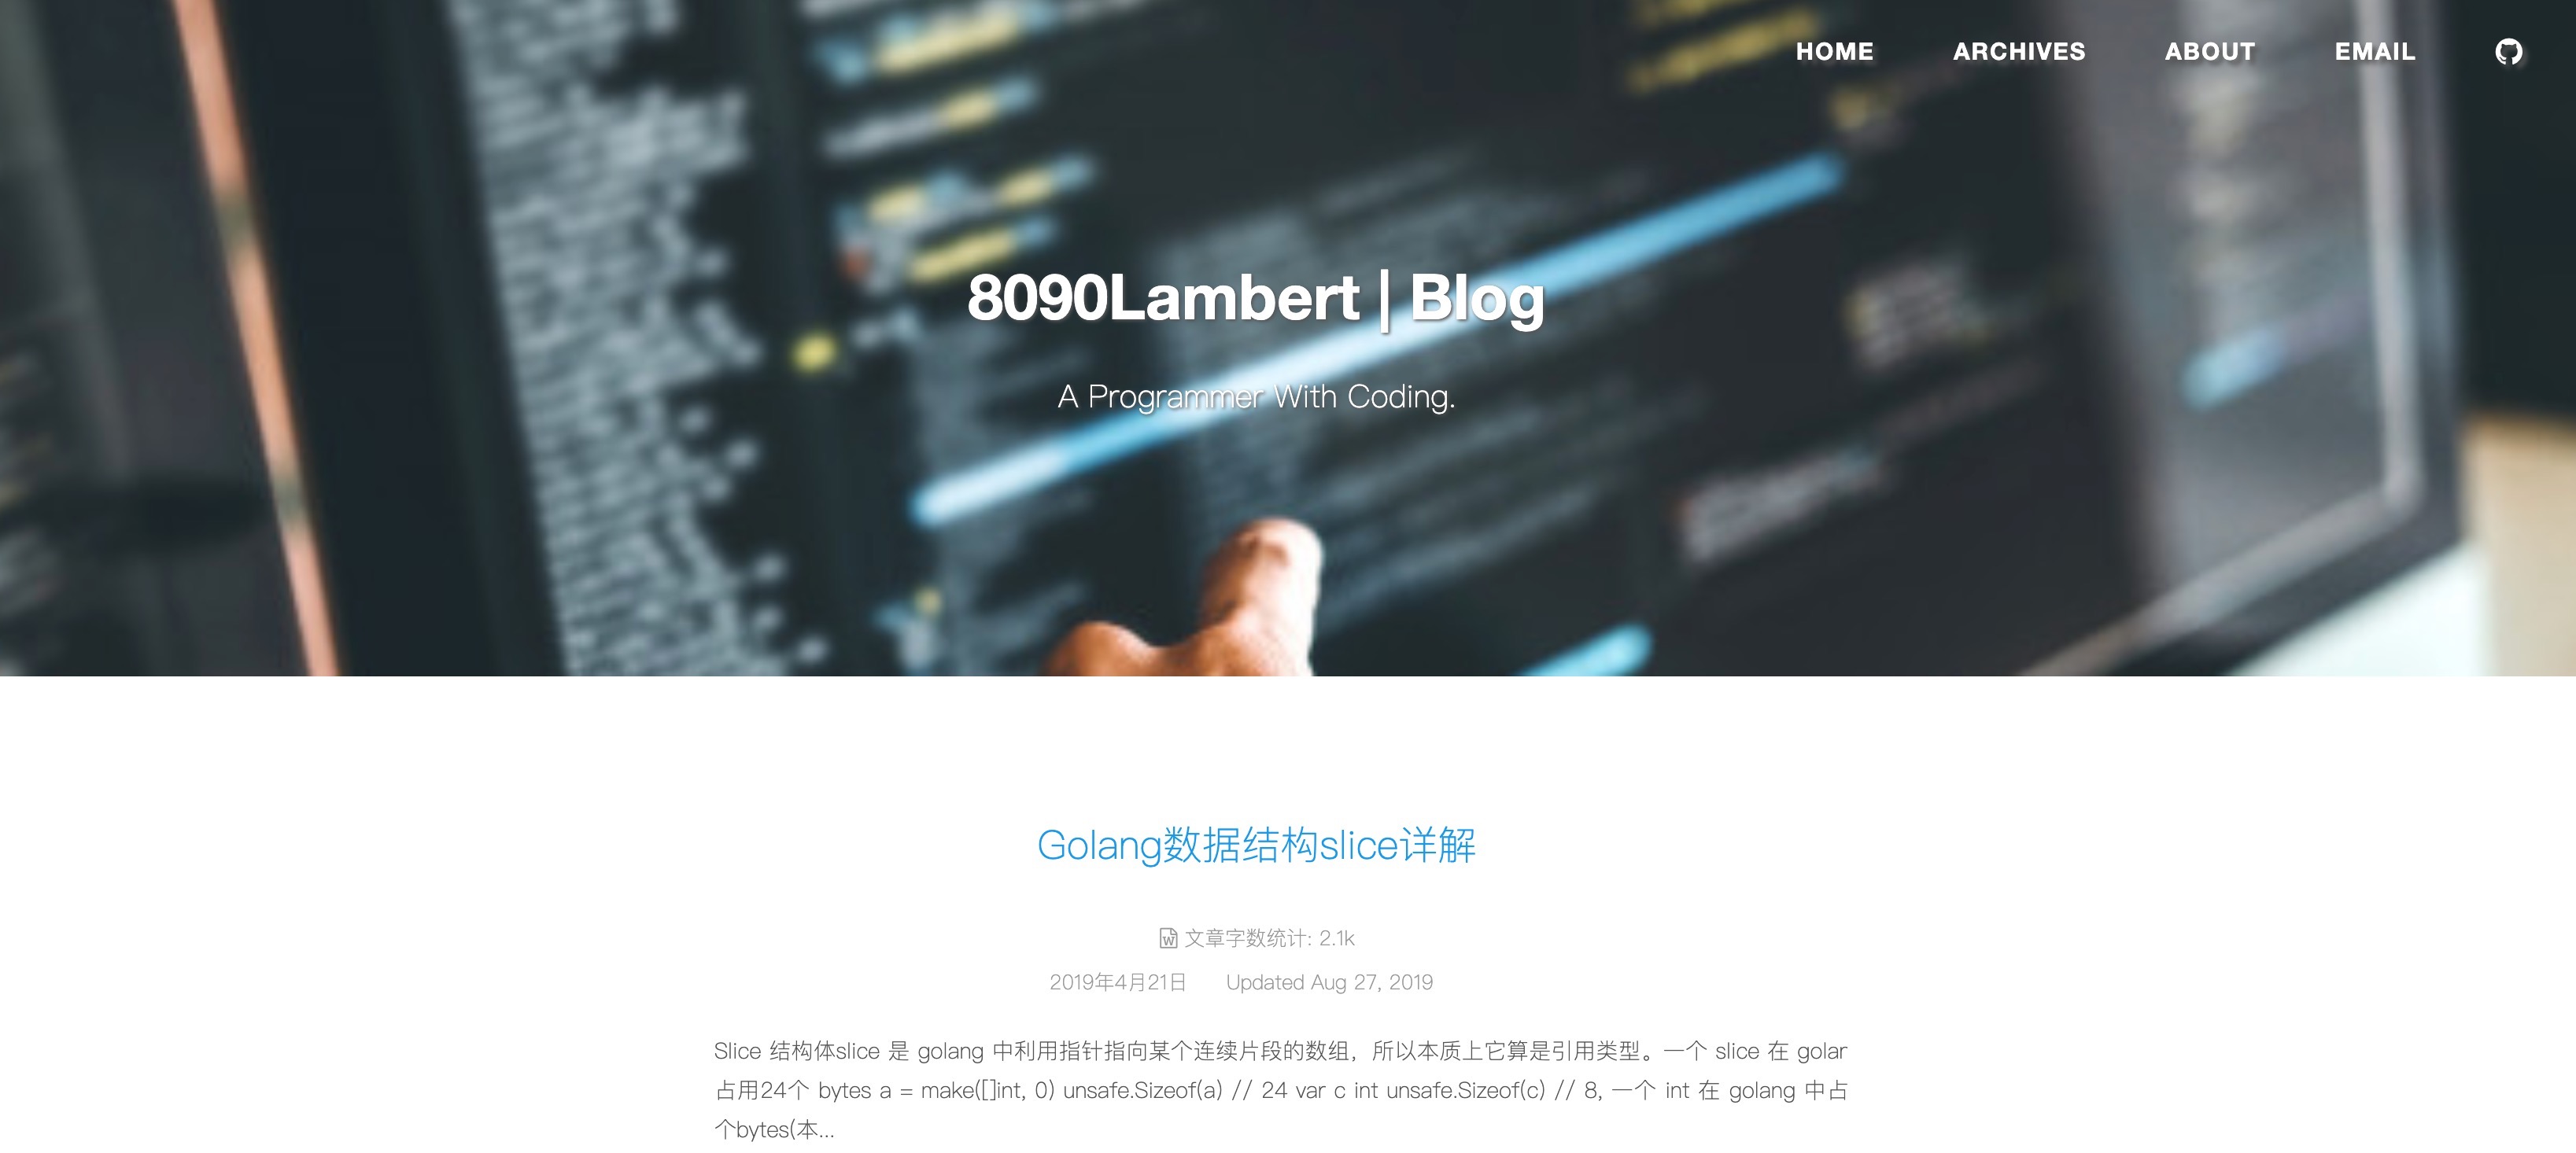 HOME ARCHIVES ABOUT EMAIL
8090Lambert | Blog
A Programmer With Coding.
Golang数据结构slice详解
文章字数统计: 2.1k
2019年4月21日 Updated Aug 27, 2019
Slice 结构体slice 是 golang 中利用指针指向某个连续片段的数组，所以本质上它算是引用类型。一个 slice 在 golar
占用24个 bytes a = make([]int, 0) unsafe.Sizeof(a) // 24 var c int unsafe.Sizeof(c) // 8, 一个 int 在 golang 中占
个bytes(本...